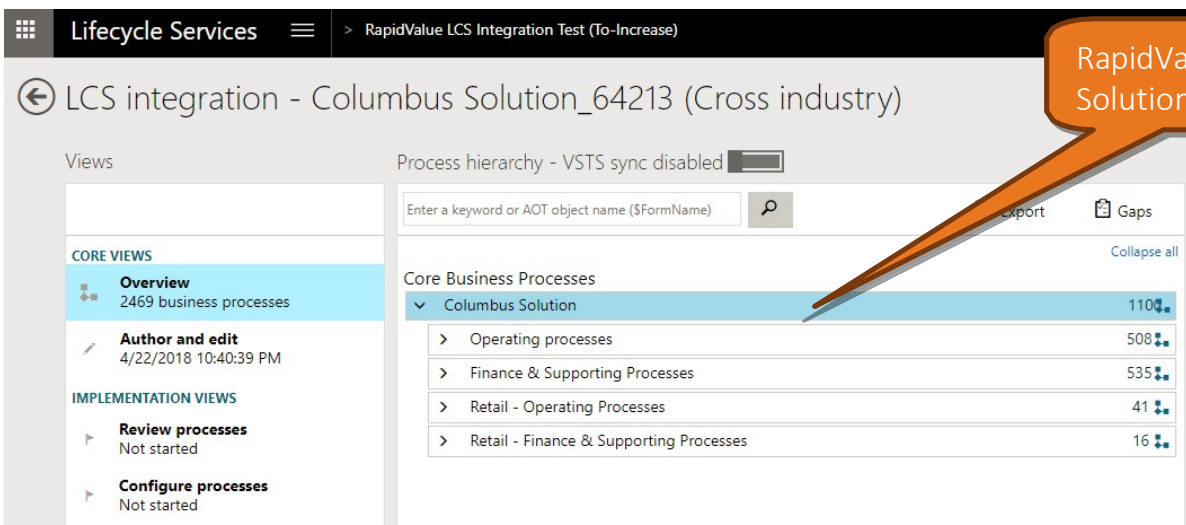 Lifecycle Services
> RapidValue LCS Integration Test (To-Increase)
Solution
LCS integration - Columbus Solution_64213 (Cross industry)
Views
Process hierarchy - VSTS sync disabled
Enter a keyword or AOT object name ($FormName)
Export
Gaps
Collapse all
CORE VIEWS
Overview
2469 business processes
Author and edit
4/22/2018 10:40:39 PM
IMPLEMENTATION VIEWS
Review processes
Not started
Configure processes
Not started
Core Business Processes
Columbus Solution 1100
Operating processes 508
Finance & Supporting Processes 535
Retail - Operating Processes 41
Retail - Finance & Supporting Processes 16